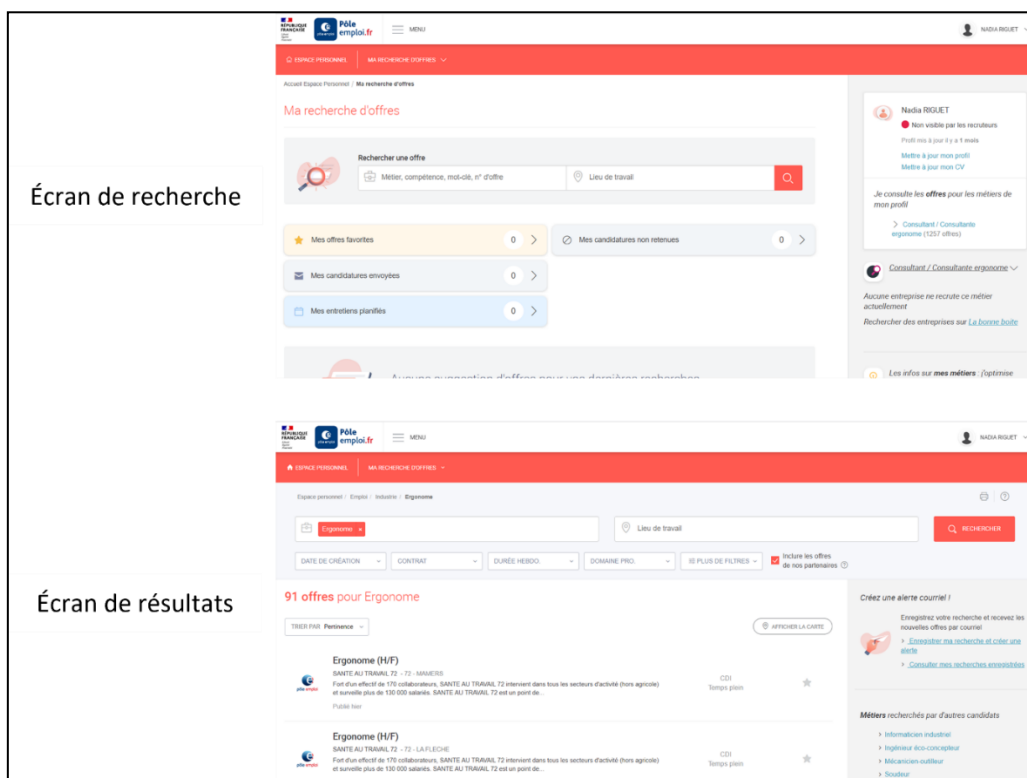 RÉPUBLIQUE
FRANÇAISE
Pôle
emploi.fr
MENU
NADIA RIGUET
ESPACE PERSONNEL
MA RECHERCHE D'OFFRES
Accueil Espace Personnel / Ma recherche d'offres
Ma recherche d'offres
Rechercher une offre
Métier, compétence, mot-clé, n° d'offre
Lieu de travail
Mes offres favorites 0
Mes candidatures non retenues 0
Mes candidatures envoyées 0
Mes entretiens planifiés 0
Nadia RIGUET
Non visible par les recruteurs
Profil mis à jour il y a 1 mois
Mettre à jour mon profil
Mettre à jour mon CV
Je consulte les offres pour les métiers de
mon profil
Consultant / Consultante
ergonome (1257 offres)
Consultant / Consultante ergonome
Aucune entreprise ne recrute ce métier
actuellement
Rechercher des entreprises sur La bonne boite
Les infos sur mes métiers : j'optimise
Écran de recherche
Écran de résultats
RÉPUBLIQUE
FRANÇAISE
Pôle
emploi.fr
MENU
NADIA RIGUET
ESPACE PERSONNEL
MA RECHERCHE D'OFFRES
Espace personnel / Emploi / Industrie / Ergonome
Ergonome ×
Lieu de travail
RECHERCHER
DATE DE CRÉATION
CONTRAT
DURÉE HEBDO.
DOMAINE PRO.
PLUS DE FILTRES
Inclure les offres
de nos partenaires
91 offres pour Ergonome
TRIER PAR Pertinence
AFFICHER LA CARTE
Ergonome (H/F)
SANTE AU TRAVAIL 72 - 72 - MAMERS
Fort d'un effectif de 170 collaborateurs, SANTE AU TRAVAIL 72 intervient dans tous les secteurs d'activité (hors agricole)
et surveille plus de 130 000 salariés. SANTE AU TRAVAIL 72 est un point de...
Publié hier
CDI
Temps plein
Ergonome (H/F)
SANTE AU TRAVAIL 72 - 72 - LA FLECHE
Fort d'un effectif de 170 collaborateurs, SANTE AU TRAVAIL 72 intervient dans tous les secteurs d'activité (hors agricole)
et surveille plus de 130 000 salariés. SANTE AU TRAVAIL 72 est un point de...
CDI
Temps plein
Créez une alerte courriel !
Enregistrez votre recherche et recevez les
nouvelles offres par courriel
Enregistrer ma recherche et créer une
alerte
Consulter mes recherches enregistrées
Métiers recherchés par d'autres candidats
Informaticien industriel
Ingénieur éco-concepteur
Mécanicien-outilleur
Soudeur